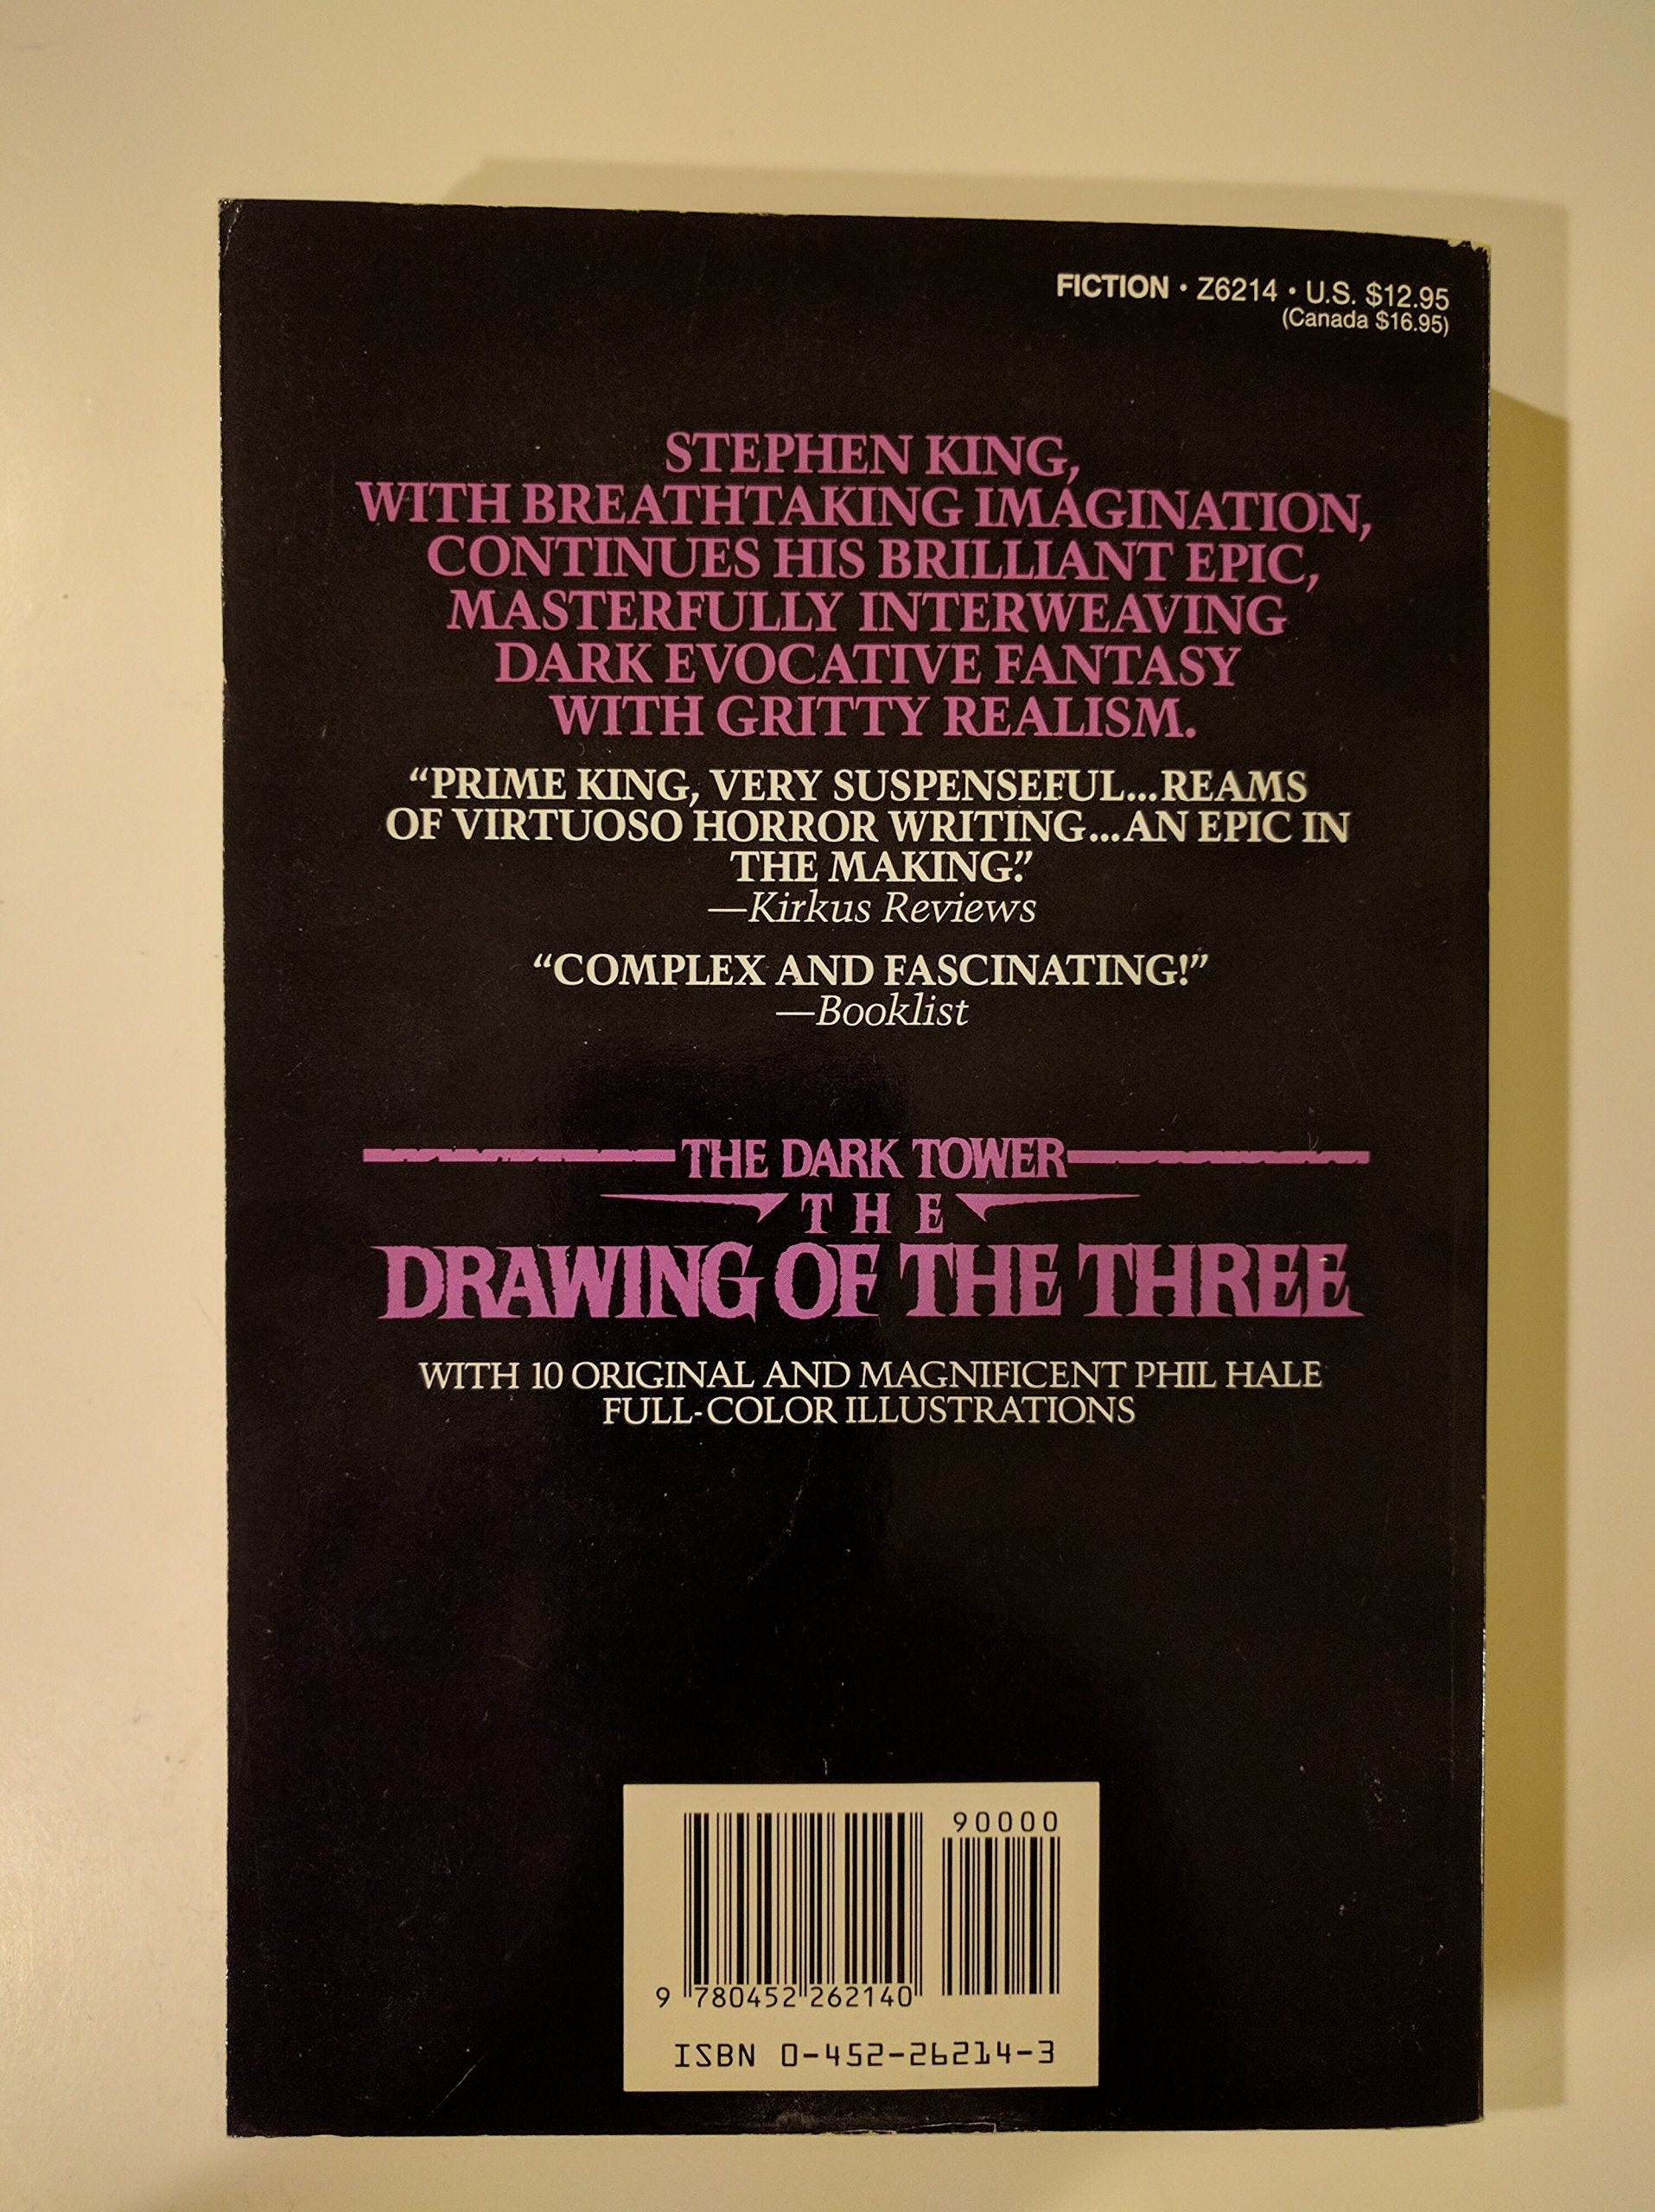 FICTION • Z6214 • U.S. $12.95
(Canada $16.95)
STEPHEN KING,
WITH BREATHTAKING IMAGINATION,
CONTINUES HIS BRILLIANT EPIC,
MASTERFULLY INTERWEAVING
DARK EVOCATIVE FANTASY
WITH GRITTY REALISM.
“PRIME KING, VERY SUSPENSEFUL...REAMS
OF VIRTUOSO HORROR WRITING...AN EPIC IN
THE MAKING.”
—Kirkus Reviews
“COMPLEX AND FASCINATING!”
—Booklist
THE DARK TOWER
THE
DRAWING OF THE THREE
WITH 10 ORIGINAL AND MAGNIFICENT PHIL HALE
FULL-COLOR ILLUSTRATIONS
90000
9 780452 262140
ISBN 0-452-26214-3